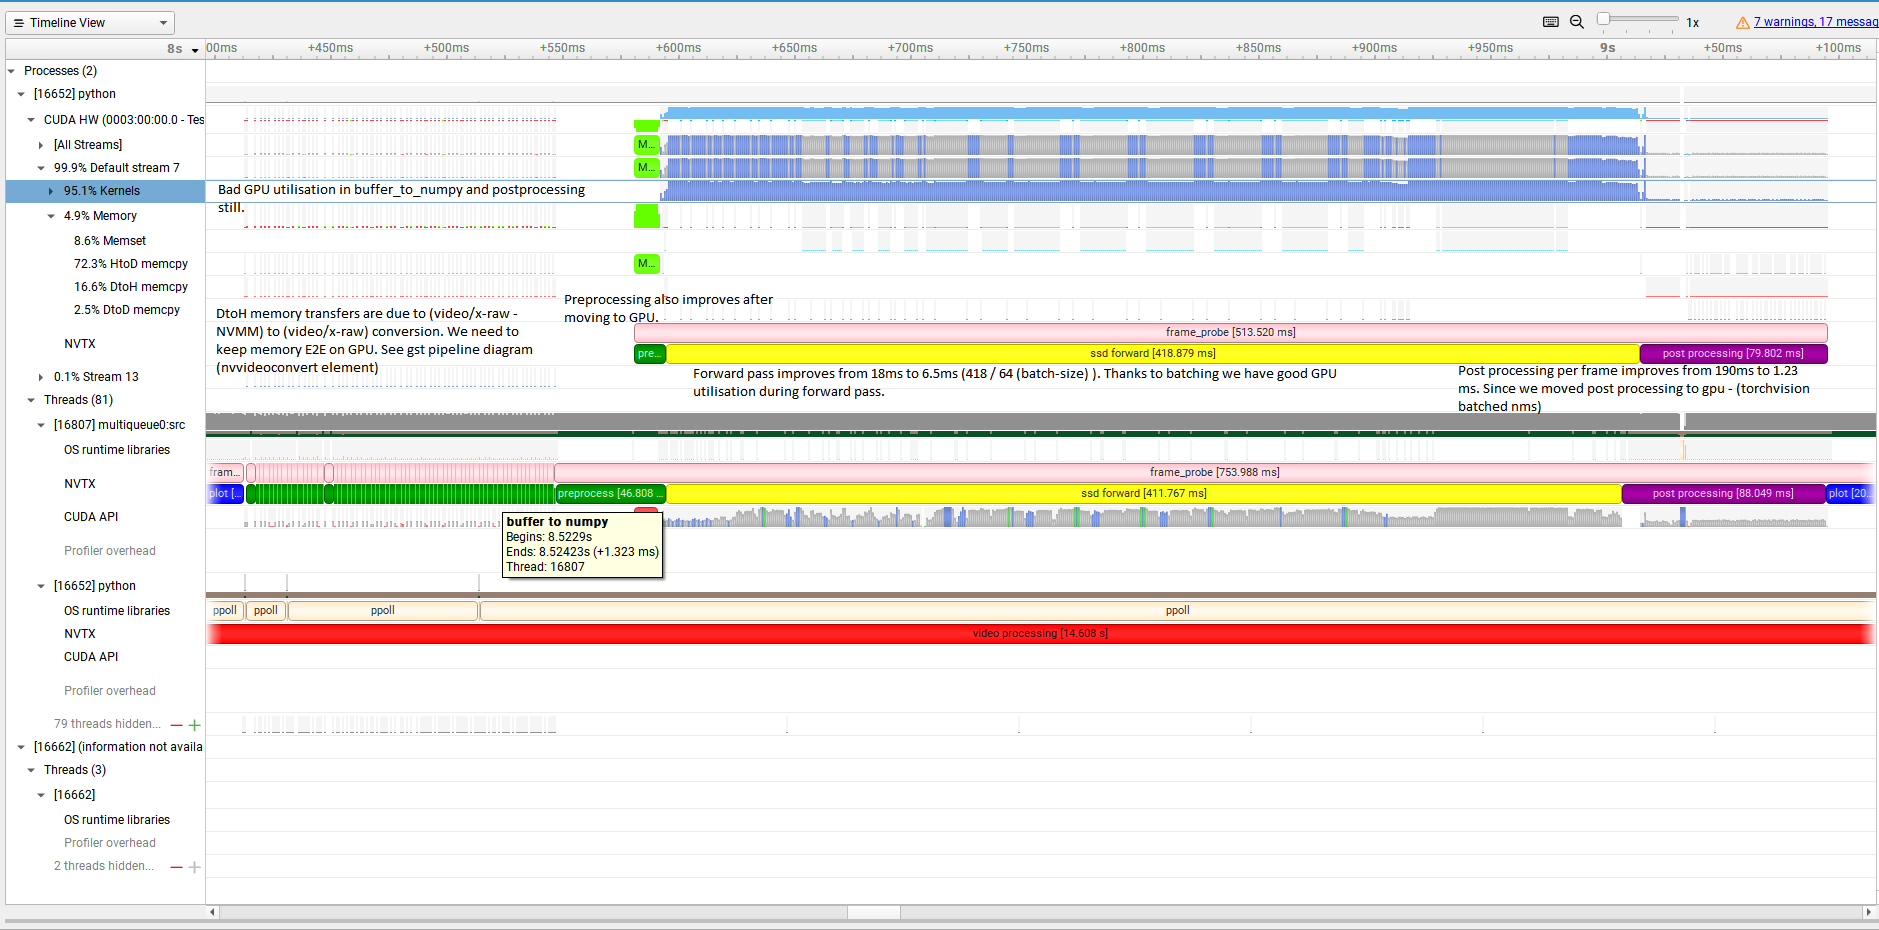 Timeline View
1x
7 warnings, 17 messag
8s
00ms
+450ms
+500ms
+550ms
+600ms
+650ms
+700ms
+750ms
+800ms
+850ms
+900ms
+950ms
9s
+50ms
+100ms
Processes (2)
[16652] python
CUDA HW (0003:00:00.0 - Tes
[All Streams]
M...
99.9% Default stream 7
M...
95.1% Kernels
Bad GPU utilisation in buffer_to_numpy and postprocessing
still.
4.9% Memory
8.6% Memset
72.3% HtoD memcpy
M...
16.6% DtoH memcpy
2.5% DtoD memcpy
Preprocessing also improves after
moving to GPU.
DtoH memory transfers are due to (video/x-raw -
NVMM) to (video/x-raw) conversion. We need to
keep memory E2E on GPU. See gst pipeline diagram
(nvvideoconvert element)
NVTX
frame_probe [513.520 ms]
pre...
ssd forward [418.879 ms]
post processing [79.802 ms]
Forward pass improves from 18ms to 6.5ms (418 / 64 (batch-size) ). Thanks to batching we have good GPU
utilisation during forward pass.
Post processing per frame improves from 190ms to 1.23
ms. Since we moved post processing to gpu - (torchvision
batched nms)
0.1% Stream 13
Threads (81)
[16807] multiqueue0:src
OS runtime libraries
NVTX
fram...
frame_probe [753.988 ms]
plot [...
preprocess [46.808 ...
ssd forward [411.767 ms]
post processing [88.049 ms]
plot [20...
CUDA API
buffer to numpy
Begins: 8.5229s
Ends: 8.52423s (+1.323 ms)
Thread: 16807
Profiler overhead
[16652] python
OS runtime libraries
ppoll
ppoll
ppoll
ppoll
NVTX
video processing [14.608 s]
CUDA API
Profiler overhead
79 threads hidden...
[16662] (information not availa
Threads (3)
[16662]
OS runtime libraries
Profiler overhead
2 threads hidden...